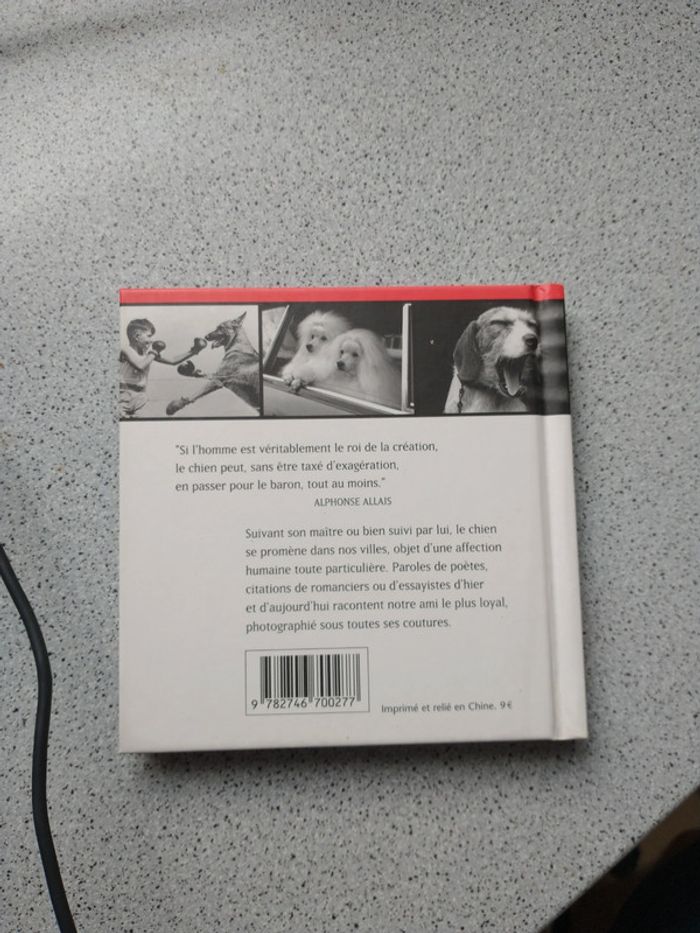 "Si l'homme est véritablement le roi de la création,
le chien peut, sans être taxé d'exagération,
en passer pour le baron, tout au moins."
ALPHONSE ALLAIS
Suivant son maître ou bien suivi par lui, le chien
se promène dans nos villes, objet d'une affection
humaine toute particulière. Paroles de poètes,
citations de romanciers ou d'essayistes d'hier
et d'aujourd'hui racontent notre ami le plus loyal,
photographié sous toutes ses coutures.
9 782746 700277
Imprimé et relié en Chine. 9 €